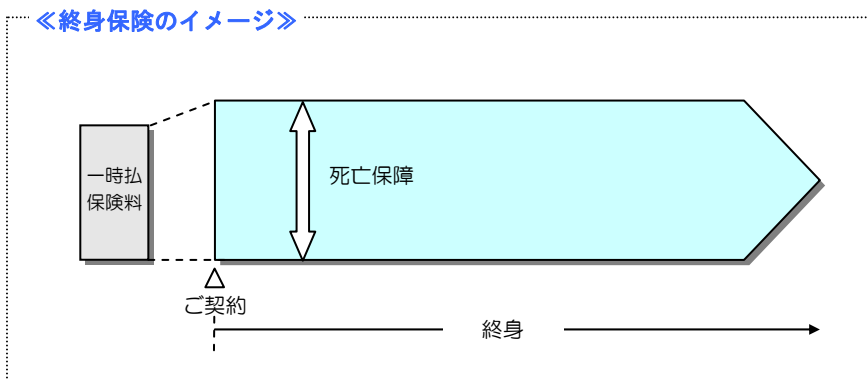 ≪終身保険のイメージ≫
一時払
保険料
死亡保障
ご契約
終身